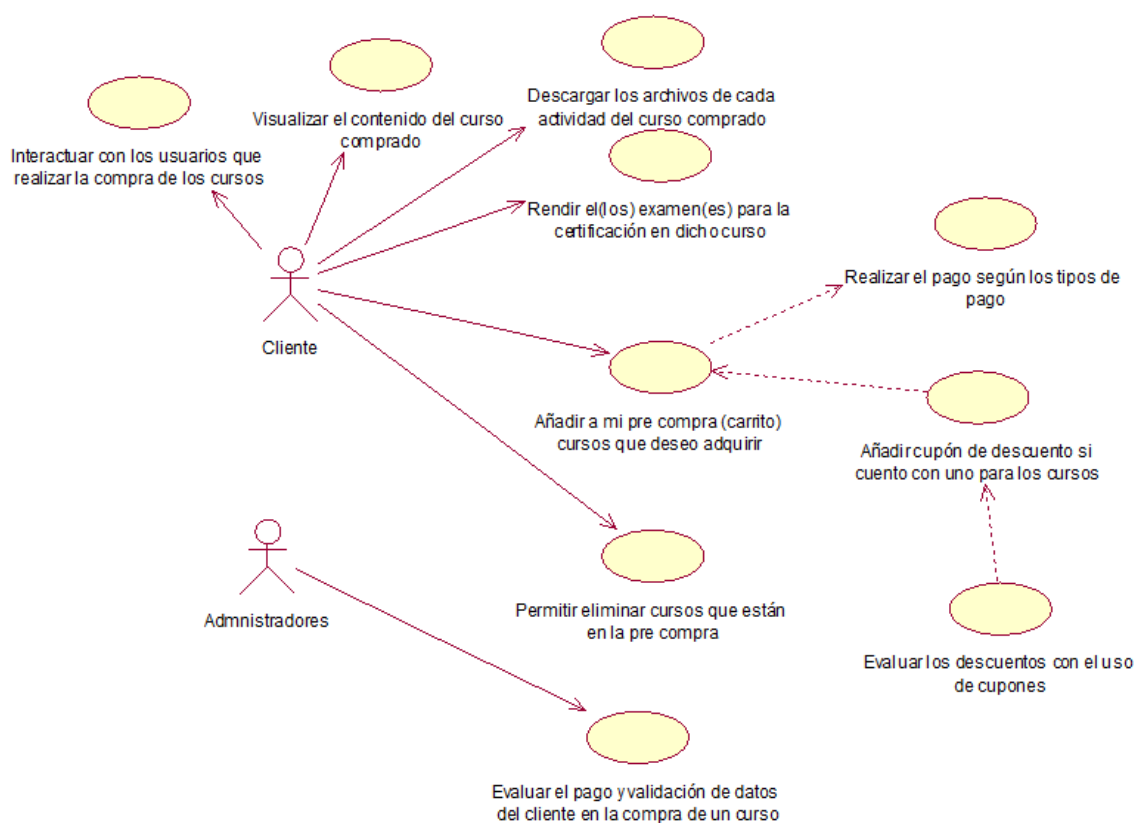 Descargar los archivos de cada
actividad del curso comprado
Visualizar el contenido del curso
comprado
Interactuar con los usuarios que
realizar la compra de los cursos
Rendir el(los) examen(es) para la
certificación en dicho curso
Realizar el pago según los tipos de
pago
Cliente
Añadir a mi pre compra (carrito)
cursos que deseo adquirir
Añadir cupón de descuento si
cuento con uno para los cursos
Admnistradores
Permitir eliminar cursos que están
en la pre compra
Evaluar los descuentos con el uso
de cupones
Evaluar el pago y validación de datos
del cliente en la compra de un curso